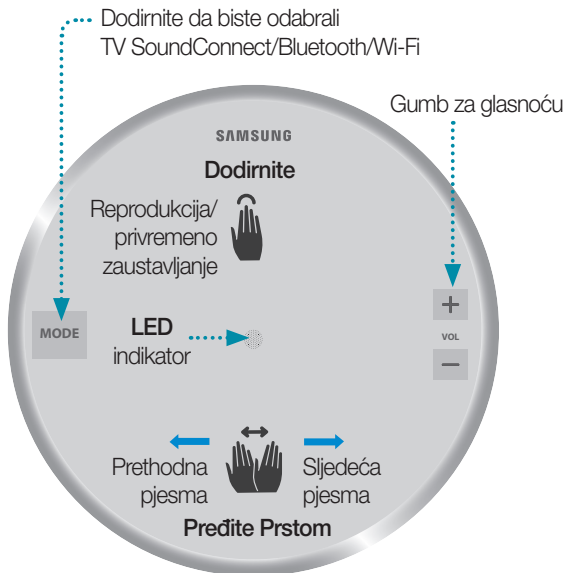 Dodirnite da biste odabrali
TV SoundConnect/Bluetooth/Wi-Fi
Gumb za glasnoću
SAMSUNG
Dodirnite
Reprodukcija/
privremeno
zaustavljanje
MODE
LED
indikator
+
VOL
−
Prethodna
pjesma
Sljedeća
pjesma
Pređite Prstom